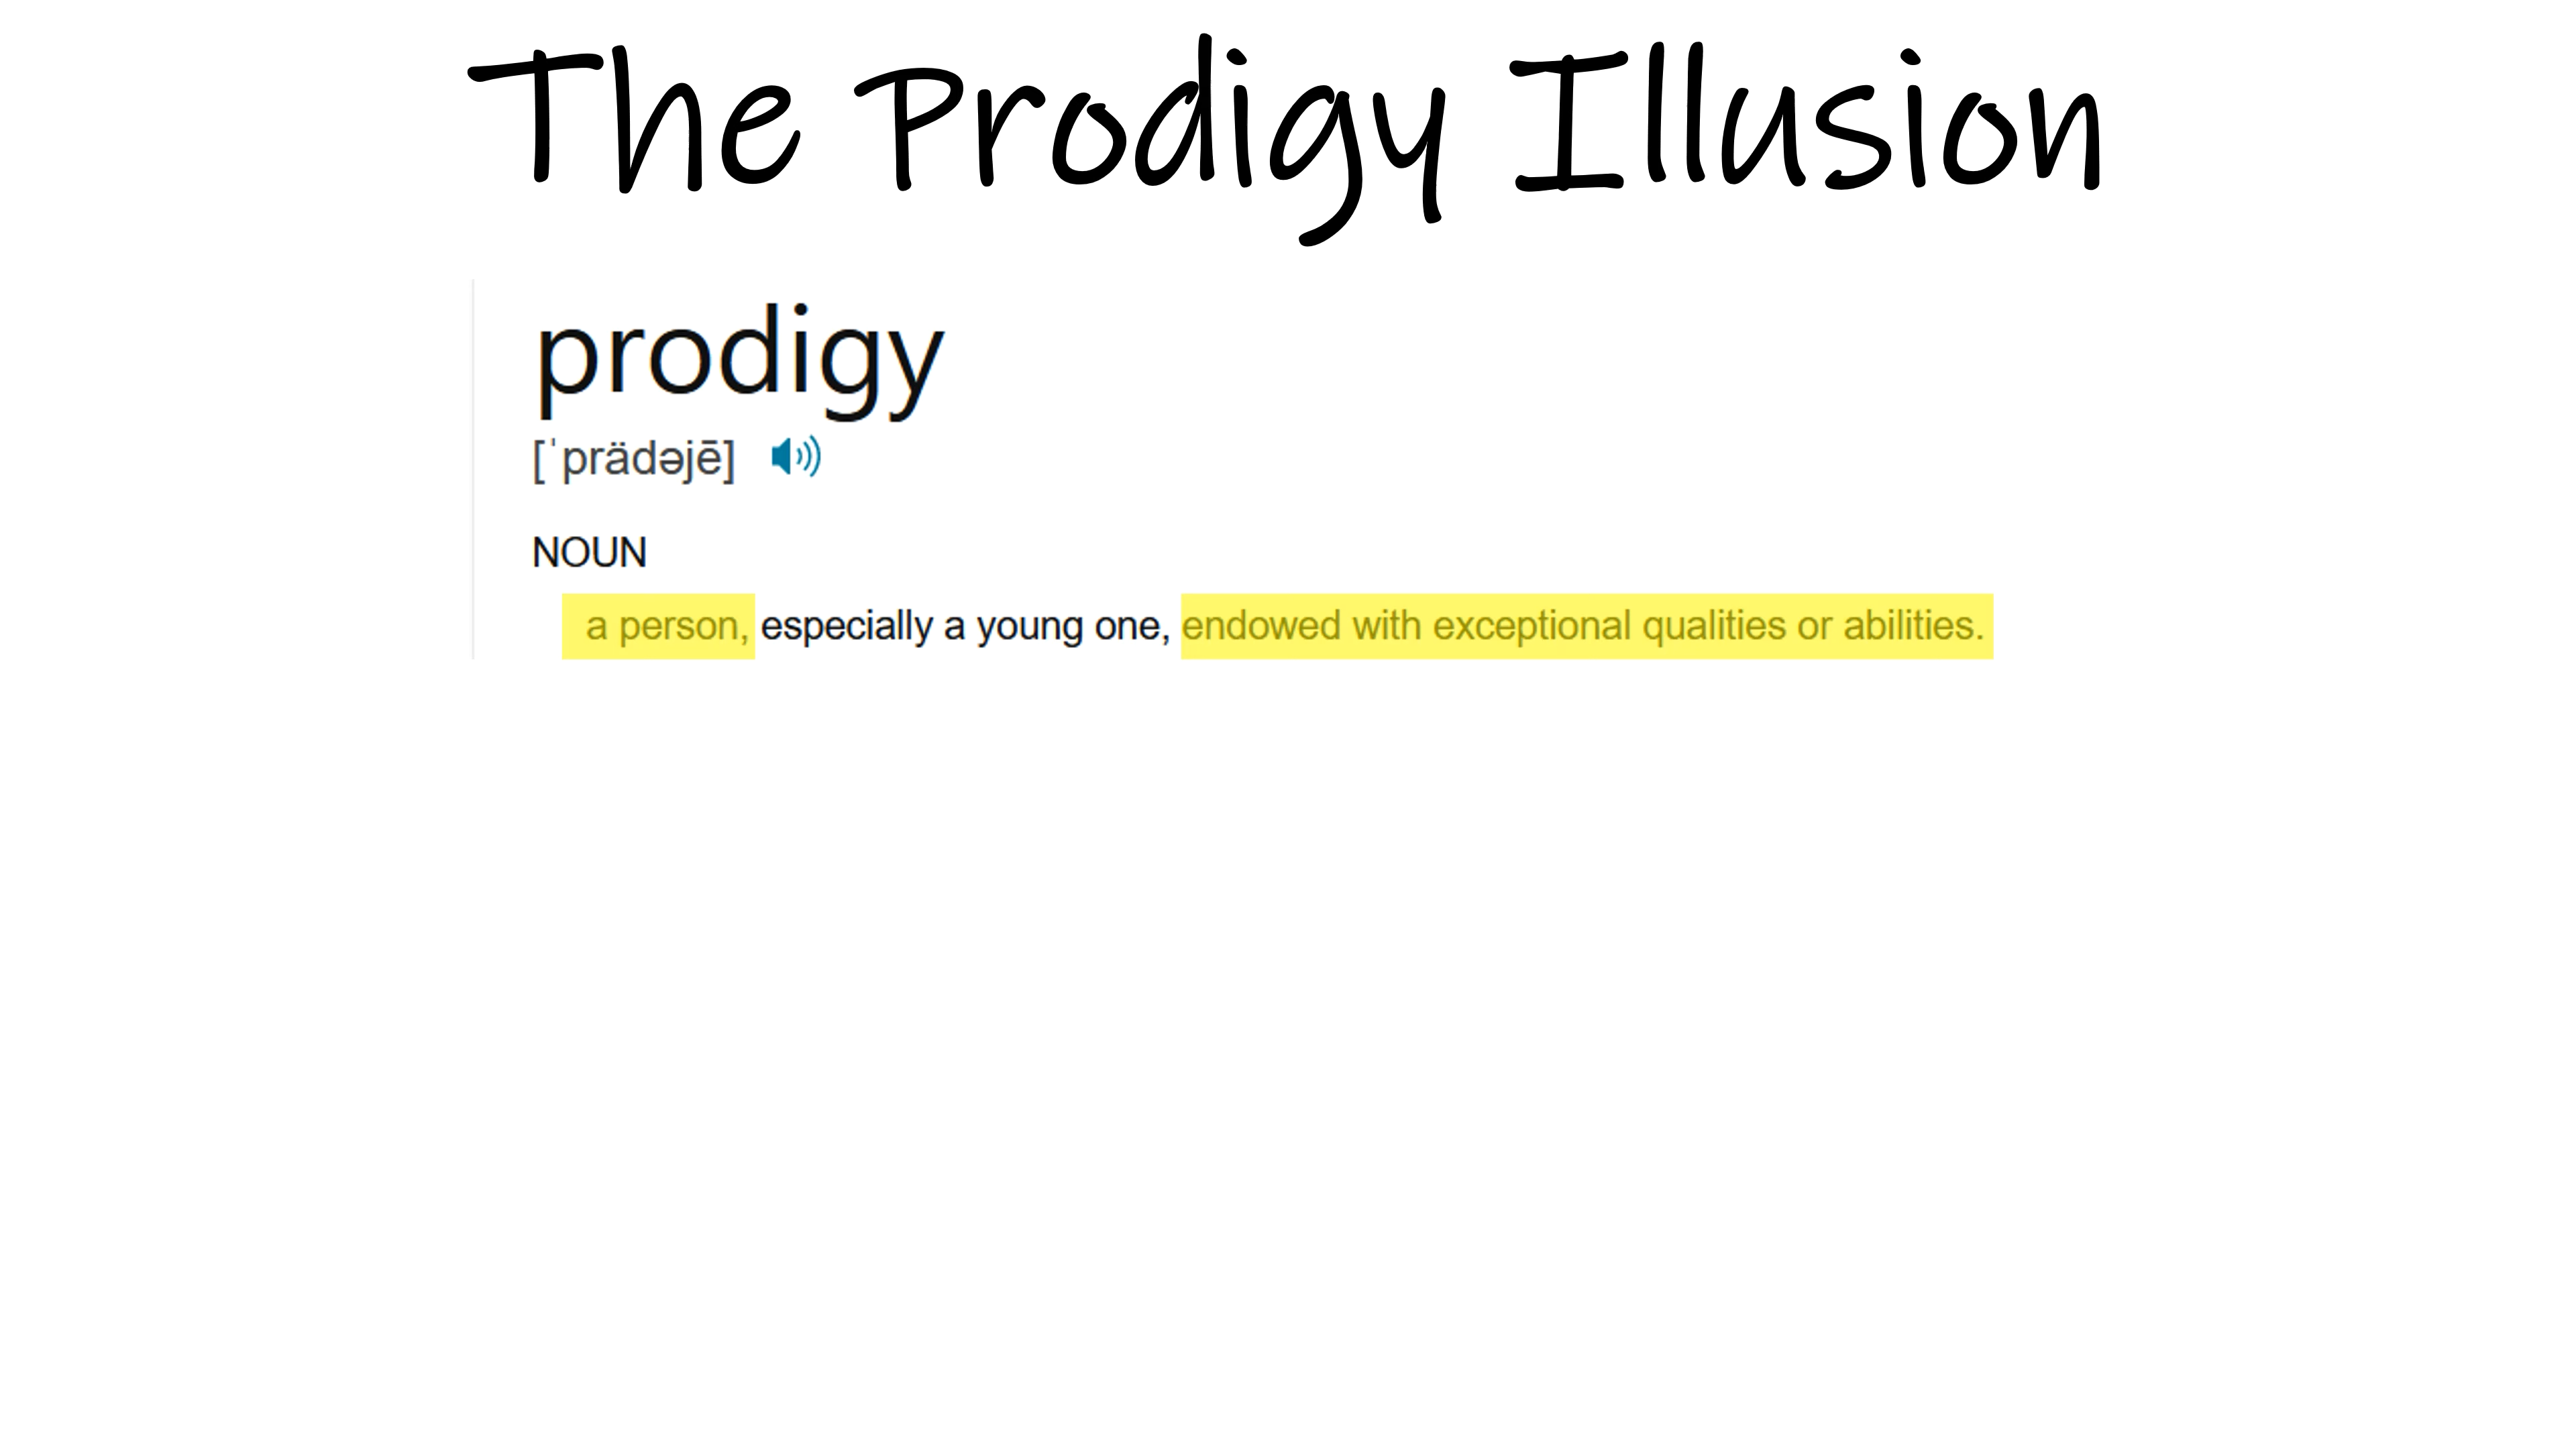 The Prodigy Illusion
prodigy
[ˈprädəjē]
NOUN
a person, especially a young one, endowed with exceptional qualities or abilities.